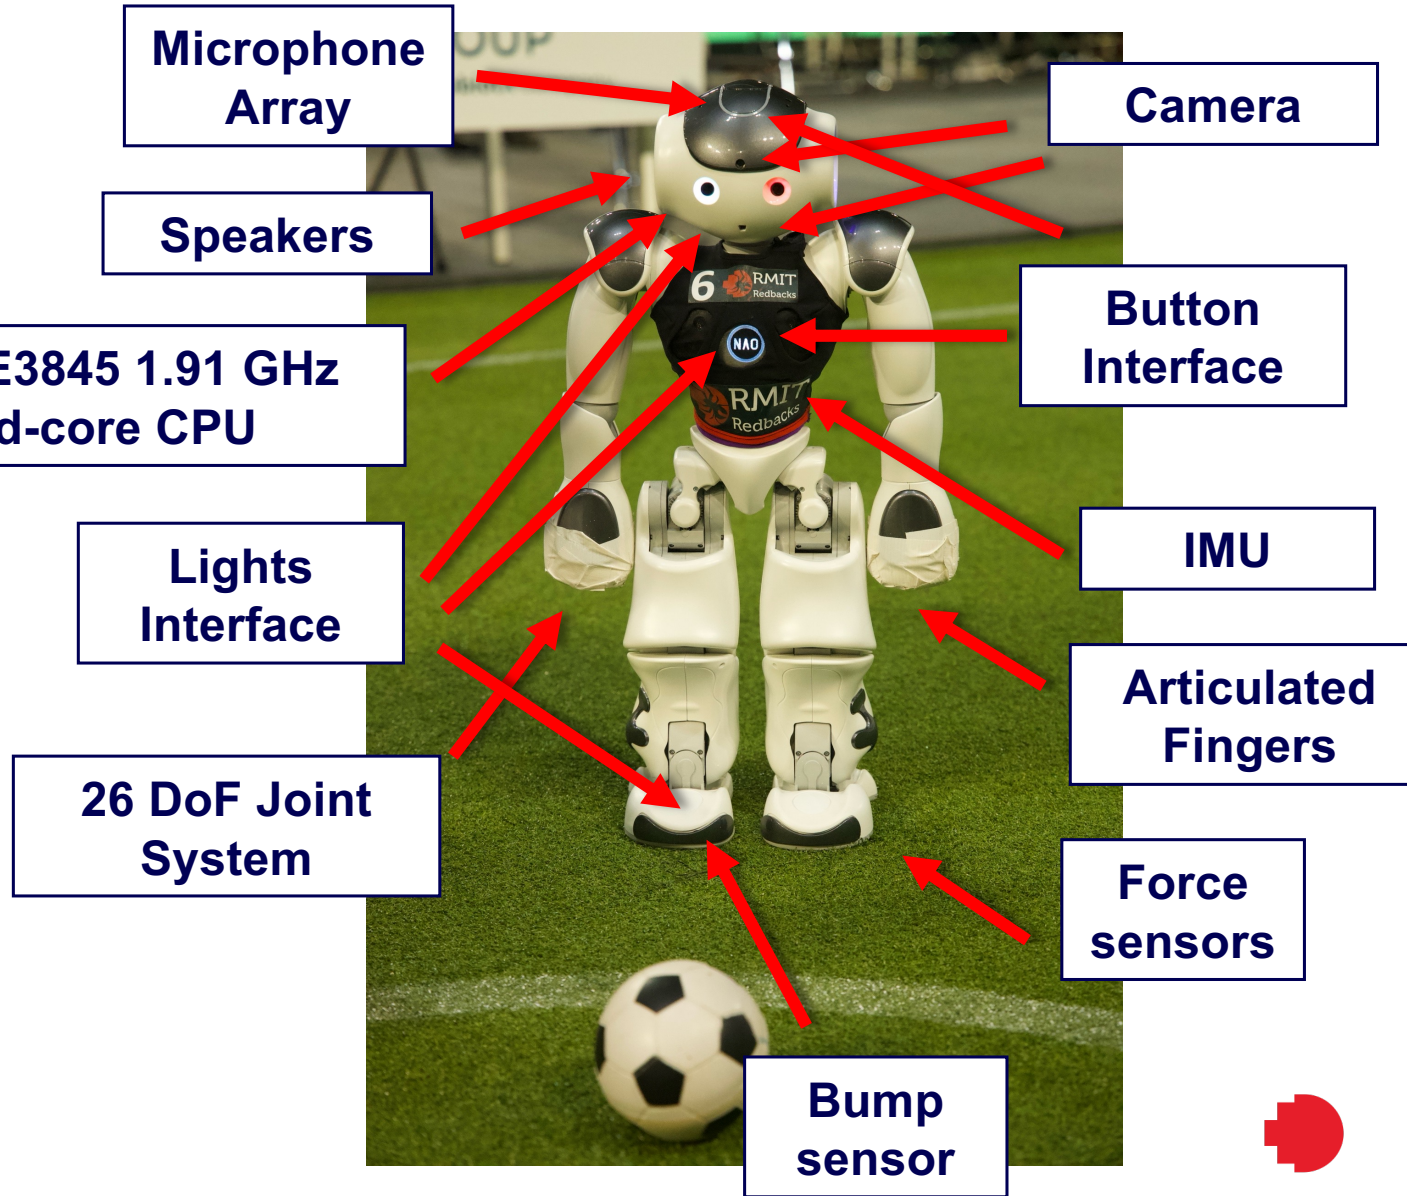 Microphone
Array
OUP
Camera
Speakers
6 RMIT
Redbacks
Button
Interface
E3845 1.91 GHz
d-core CPU
NAO
RMIT
Redbacks
Lights
Interface
IMU
Articulated
Fingers
26 DoF Joint
System
Force
sensors
Bump
sensor